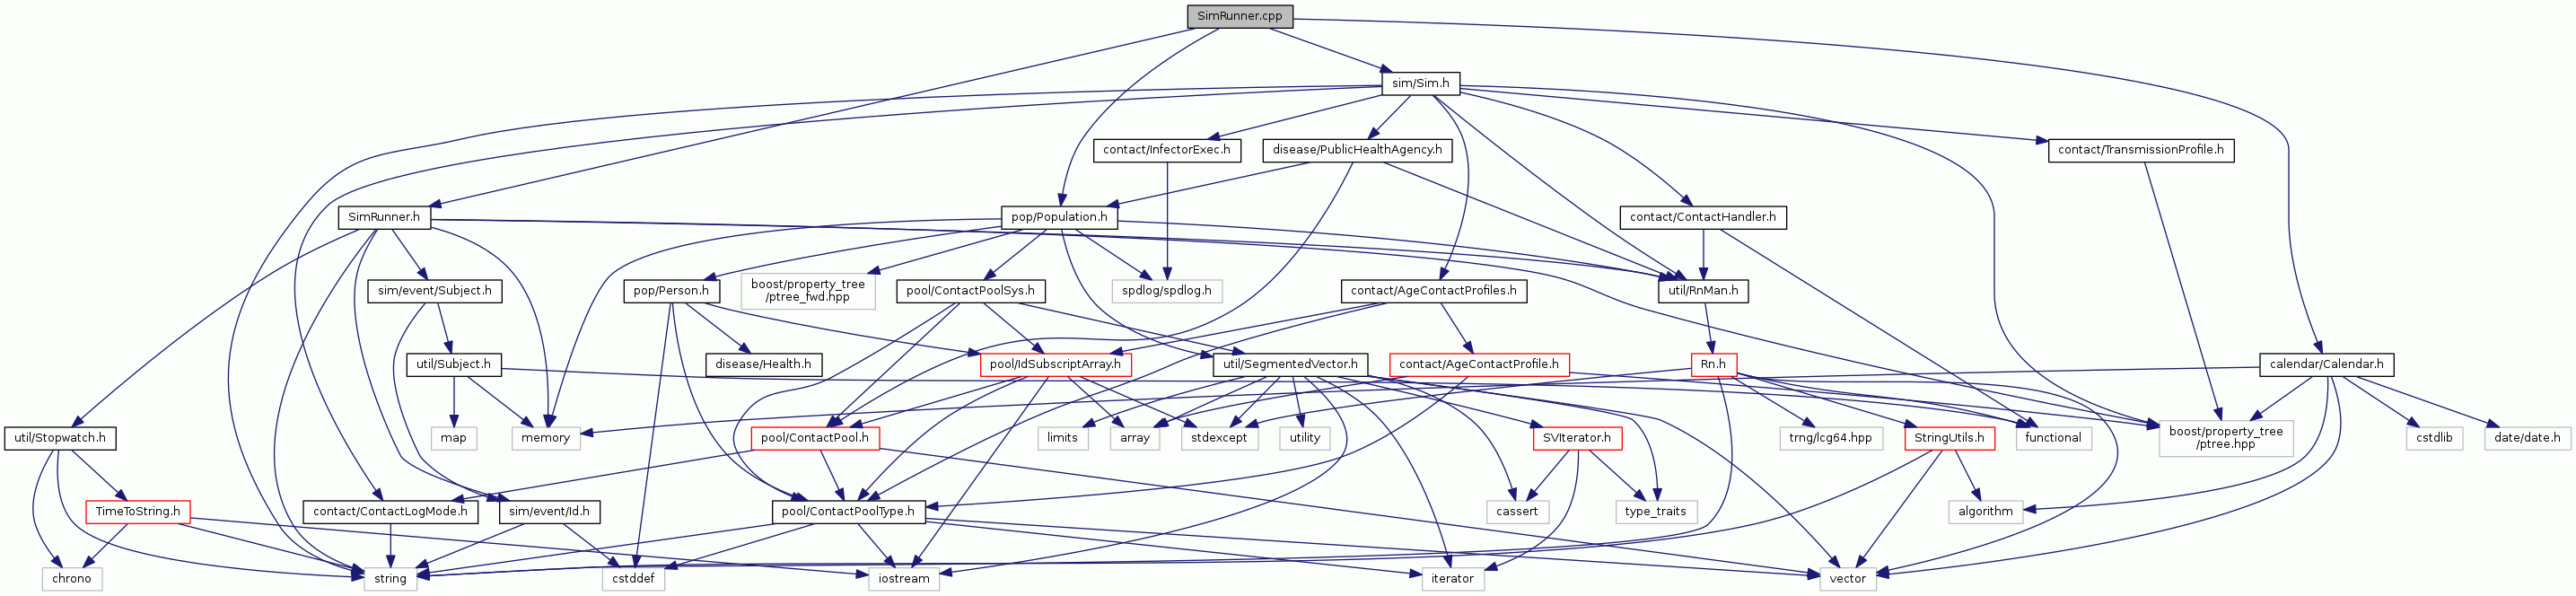 SimRunner.cpp
sim/Sim.h
contact/InfectorExec.h
disease/PublicHealthAgency.h
contact/TransmissionProfile.h
SimRunner.h
pop/Population.h
contact/ContactHandler.h
sim/event/Subject.h
pop/Person.h
boost/property_tree
/ptree_fwd.hpp
pool/ContactPoolSys.h
spdlog/spdlog.h
contact/AgeContactProfiles.h
util/RnMan.h
util/Subject.h
disease/Health.h
pool/IdSubscriptArray.h
util/SegmentedVector.h
contact/AgeContactProfile.h
Rn.h
calendar/Calendar.h
util/Stopwatch.h
map
memory
pool/ContactPool.h
limits
array
stdexcept
utility
SVIterator.h
trng/lcg64.hpp
StringUtils.h
functional
boost/property_tree
/ptree.hpp
cstdlib
date/date.h
TimeToString.h
contact/ContactLogMode.h
sim/event/Id.h
pool/ContactPoolType.h
cassert
type_traits
algorithm
chrono
string
cstddef
iostream
iterator
vector